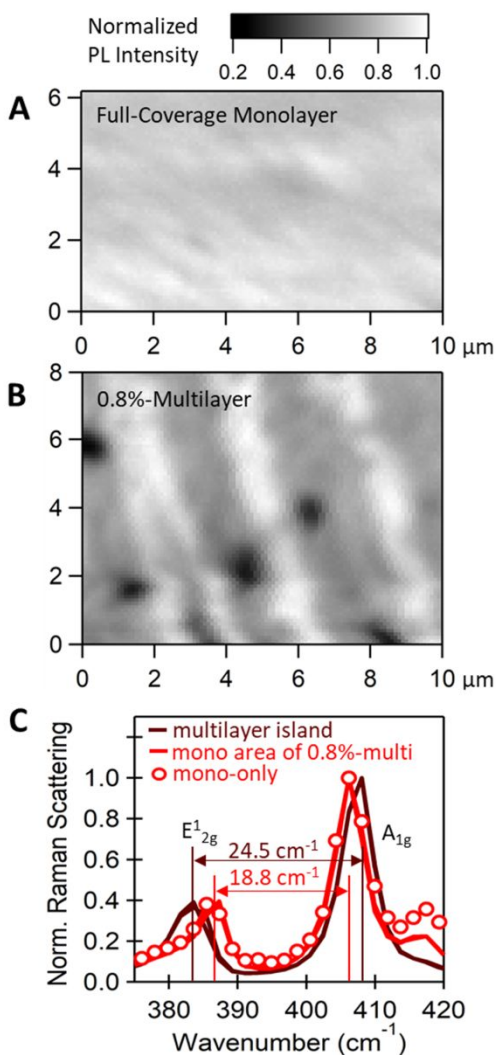 Normalized
PL Intensity
0.2 0.4 0.6 0.8 1.0
A
Full-Coverage Monolayer
6
4
2
0
0 2 4 6 8 10 μm
B
0.8%-Multilayer
8
6
4
2
0
0 2 4 6 8 10 μm
C
multilayer island
mono area of 0.8%-multi
mono-only
E¹₂g
A₁g
24.5 cm⁻¹
18.8 cm⁻¹
Norm. Raman Scattering
1.0
0.8
0.6
0.4
0.2
0.0
380 390 400 410 420
Wavenumber (cm⁻¹)